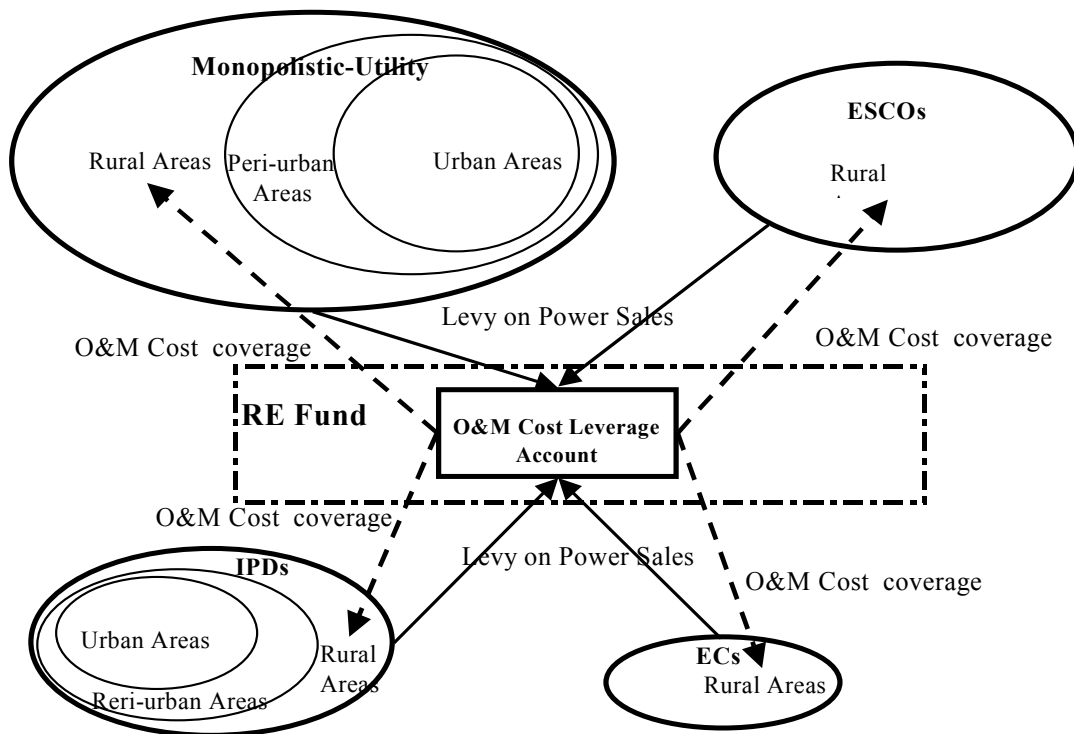 Monopolistic-Utility
Rural Areas
Peri-urban
Areas
Urban Areas
ESCOs
Rural
Levy on Power Sales
O&M Cost coverage
O&M Cost coverage
RE Fund
O&M Cost Leverage
Account
O&M Cost coverage
Levy on Power Sales
O&M Cost coverage
IPDs
Urban Areas
Rural
Areas
Reri-urban Areas
ECs
Rural Areas